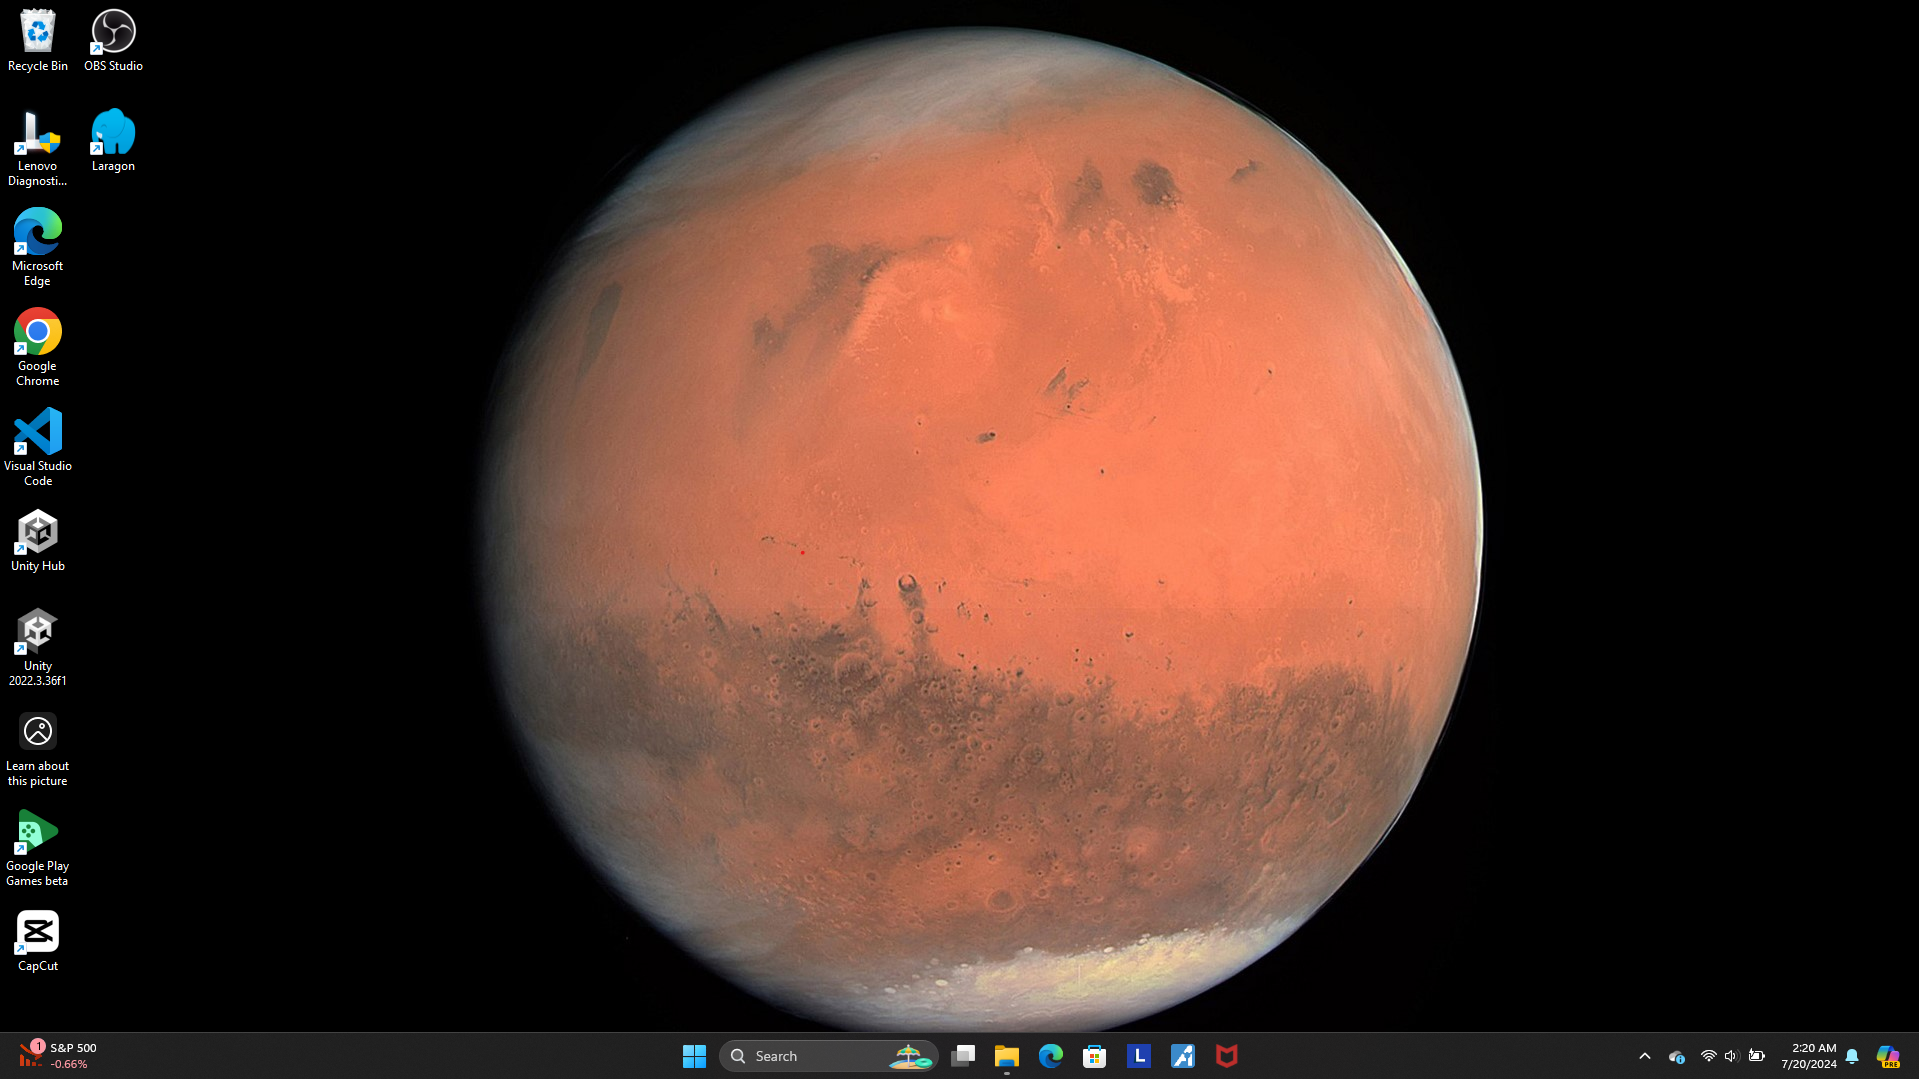 Recycle Bin
OBS Studio
Lenovo
Diagnosti...
Laragon
Microsoft
Edge
Google
Chrome
Visual Studio
Code
Unity Hub
Unity
2022.3.36f1
Learn about
this picture
Google Play
Games beta
CapCut
1
S&P 500
-0.66%
Search
L
2:20 AM
7/20/2024
PRE